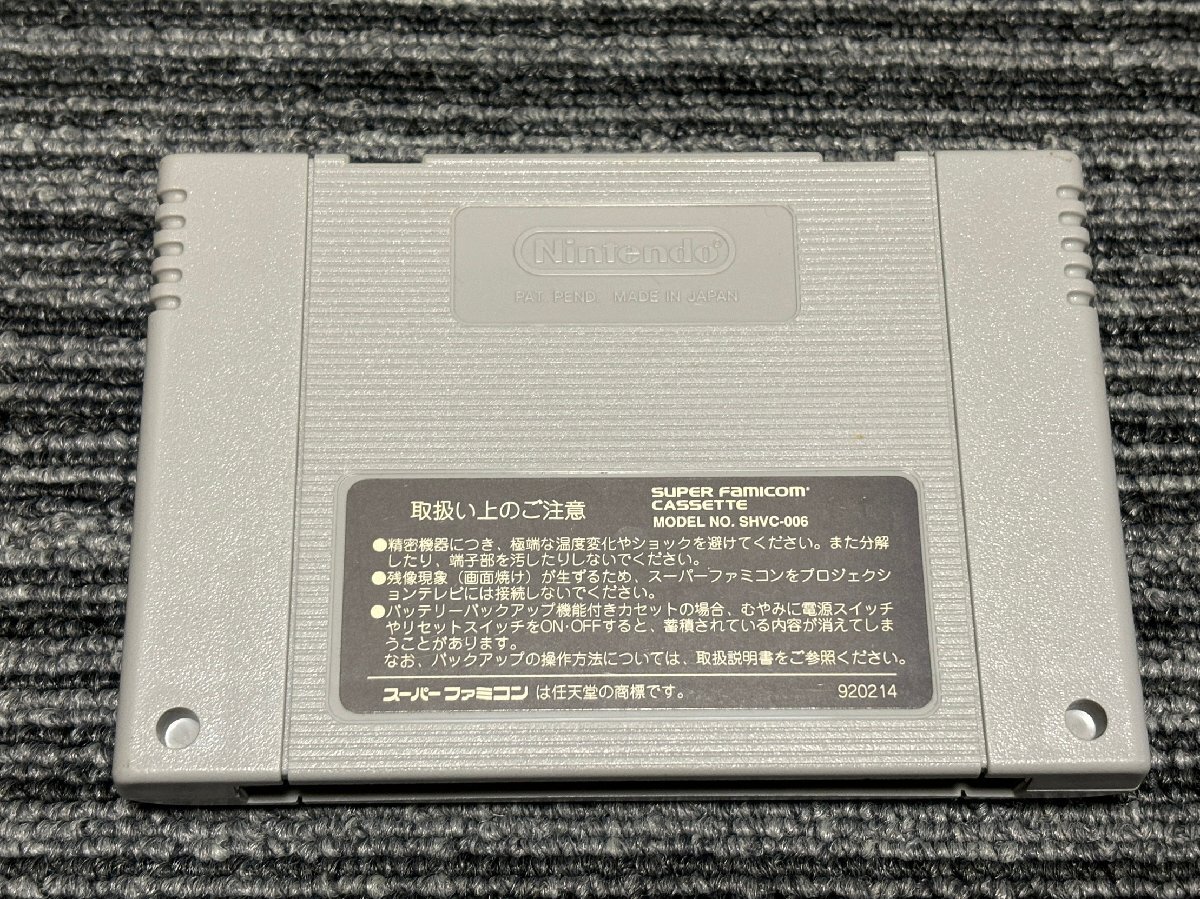 Nintendo®
PAT. PEND. MADE IN JAPAN
取扱い上のご注意
SUPER FAMICOM®
CASSETTE
MODEL NO. SHVC-006
●精密機器につき、極端な温度変化やショックを避けてください。また分解
したり、端子部を汚したりしないでください。
●残像現象（画面焼け）が生ずるため、スーパーファミコンをプロジェクシ
ョンテレビには接続しないでください。
●バッテリーバックアップ機能付きカセットの場合、むやみに電源スイッチ
やリセットスイッチをON・OFFすると、蓄積されている内容が消えてしま
うことがあります。
なお、バックアップの操作方法については、取扱説明書をご参照ください。
スーパーファミコン は任天堂の商標です。 920214